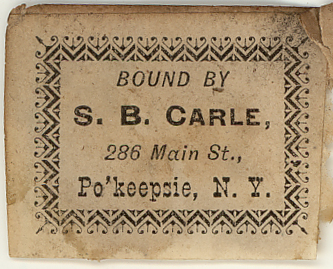 BOUND BY
S. B. CARLE,
286 Main St.,
Po'keepsie, N. Y.